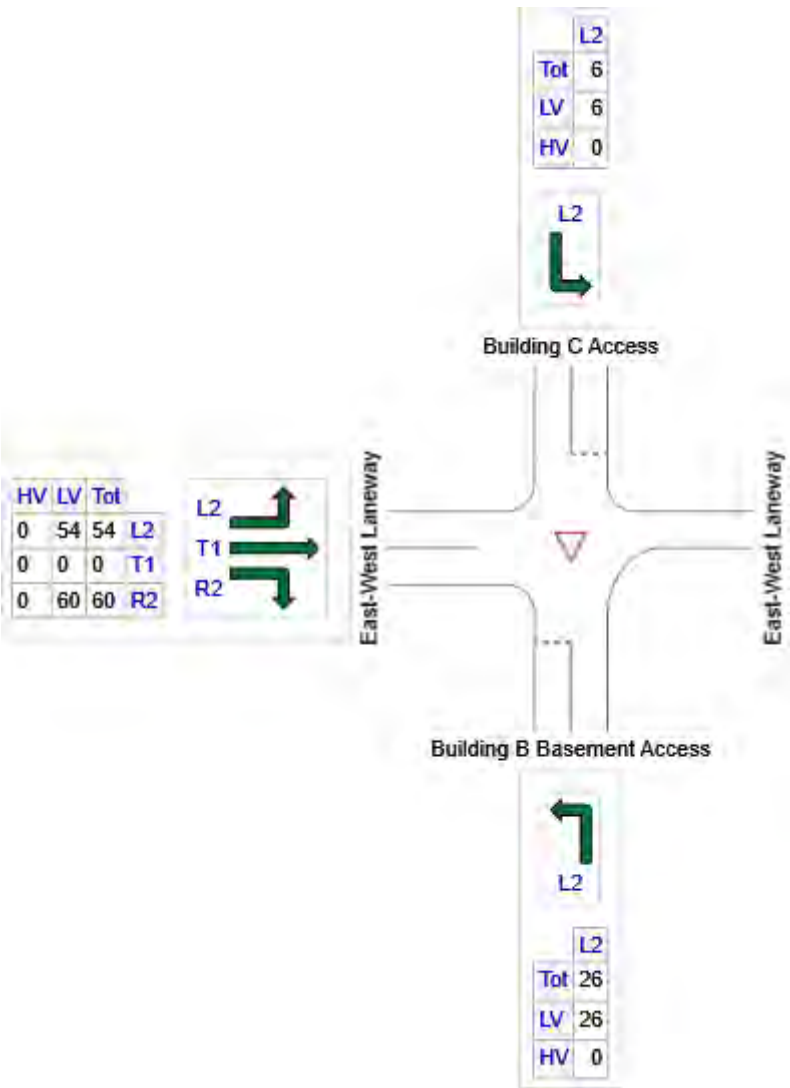 L2
Tot 6
LV 6
HV 0
L2
Building C Access
East-West Laneway
HV LV Tot
0 54 54 L2
0 0 0 T1
0 60 60 R2
L2
T1
R2
East-West Laneway
Building B Basement Access
L2
L2
Tot 26
LV 26
HV 0